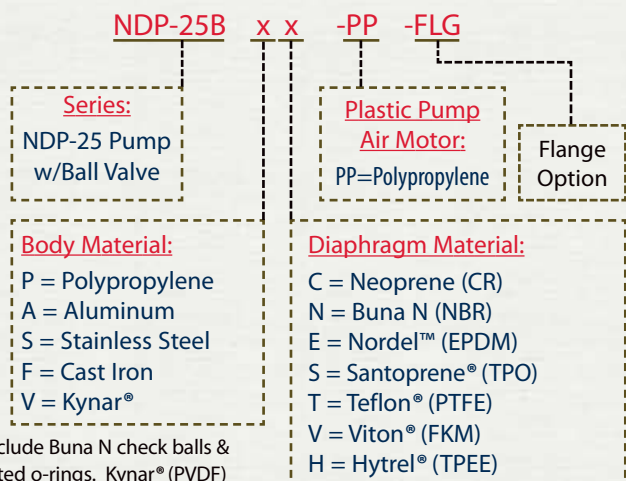 NDP-25B x x -PP -FLG
Series:
NDP-25 Pump
w/Ball Valve
Plastic Pump
Air Motor:
PP=Polypropylene
Flange
Option
Body Material:
P = Polypropylene
A = Aluminum
S = Stainless Steel
F = Cast Iron
V = Kynar®
Diaphragm Material:
C = Neoprene (CR)
N = Buna N (NBR)
E = Nordel™ (EPDM)
S = Santoprene® (TPO)
T = Teflon® (PTFE)
V = Viton® (FKM)
H = Hytrel® (TPEE)
Buna N check balls &
o-rings. Kynar® (PVDF)